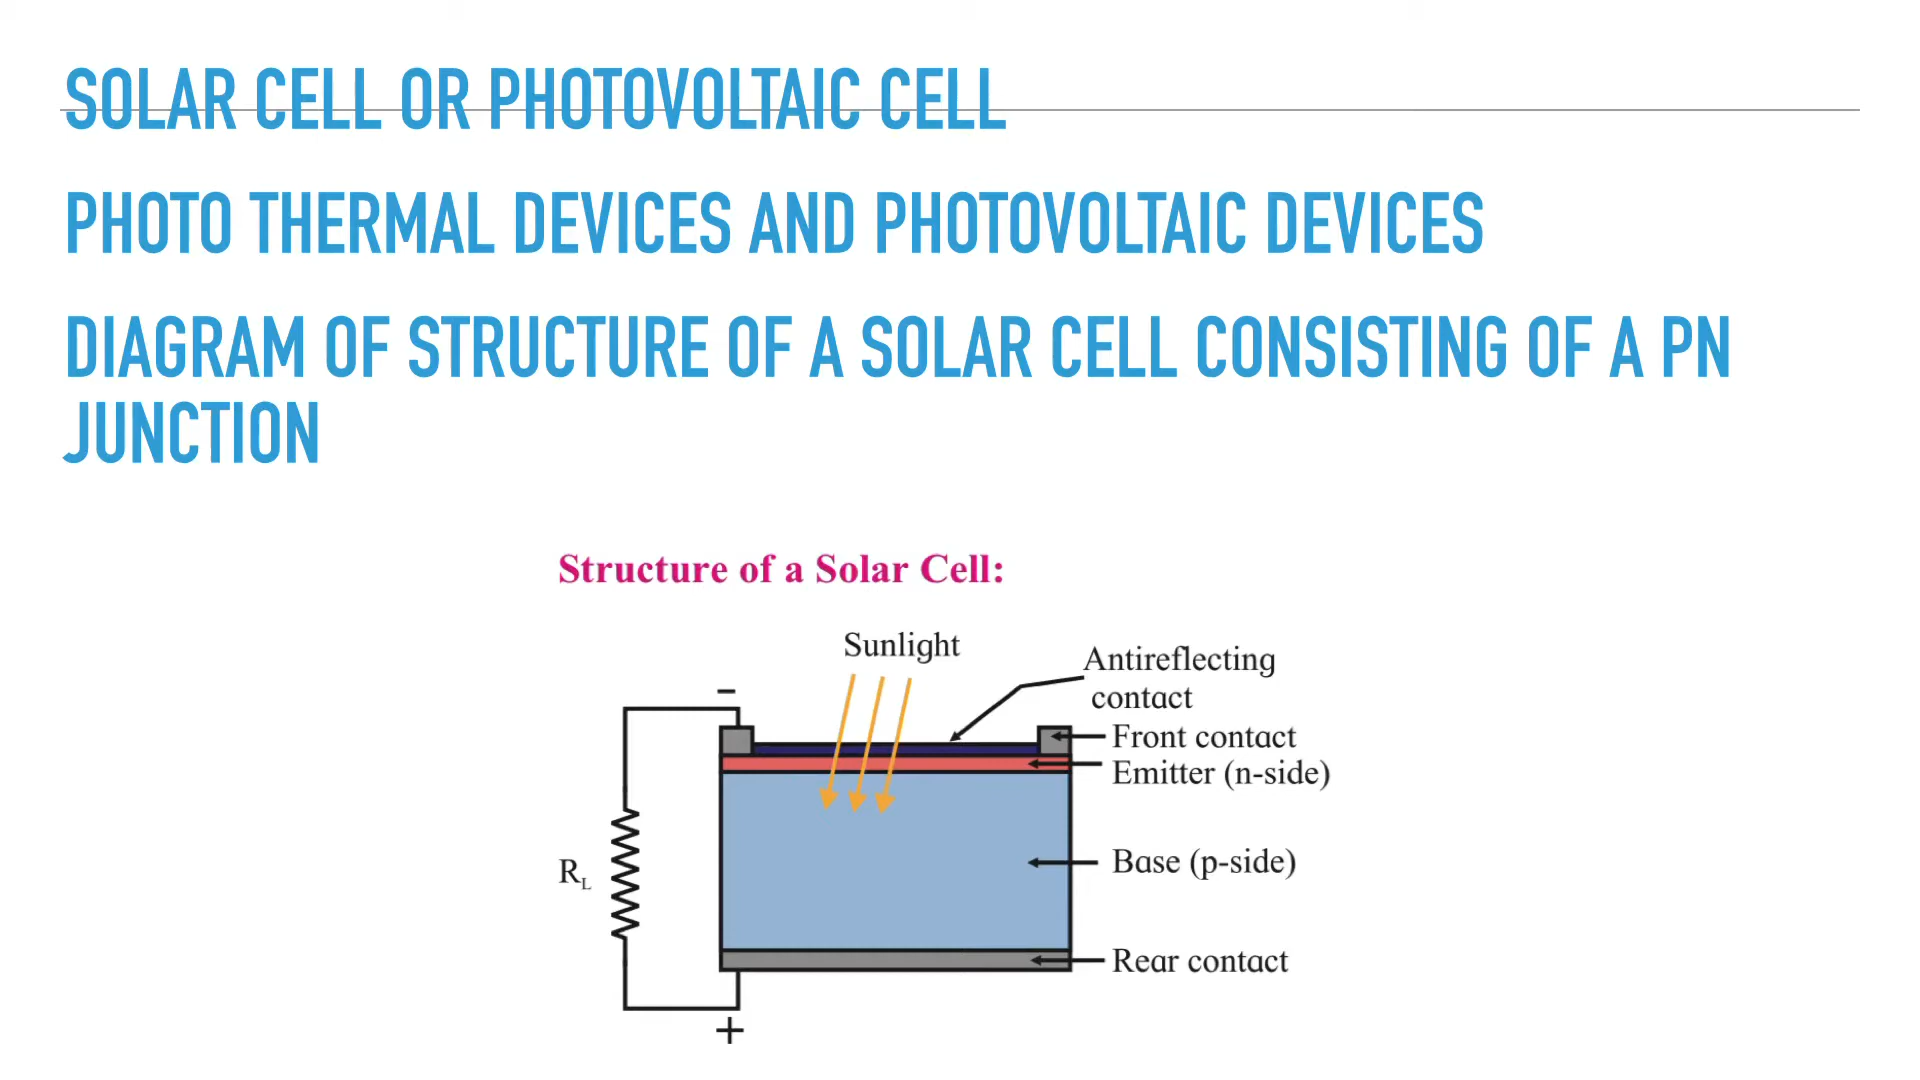 SOLAR CELL OR PHOTOVOLTAIC CELL
PHOTO THERMAL DEVICES AND PHOTOVOLTAIC DEVICES
DIAGRAM OF STRUCTURE OF A SOLAR CELL CONSISTING OF A PN
JUNCTION
Structure of a Solar Cell:
Sunlight
Antireflecting
contact
−
Front contact
Emitter (n-side)
Base (p-side)
R_L
Rear contact
+